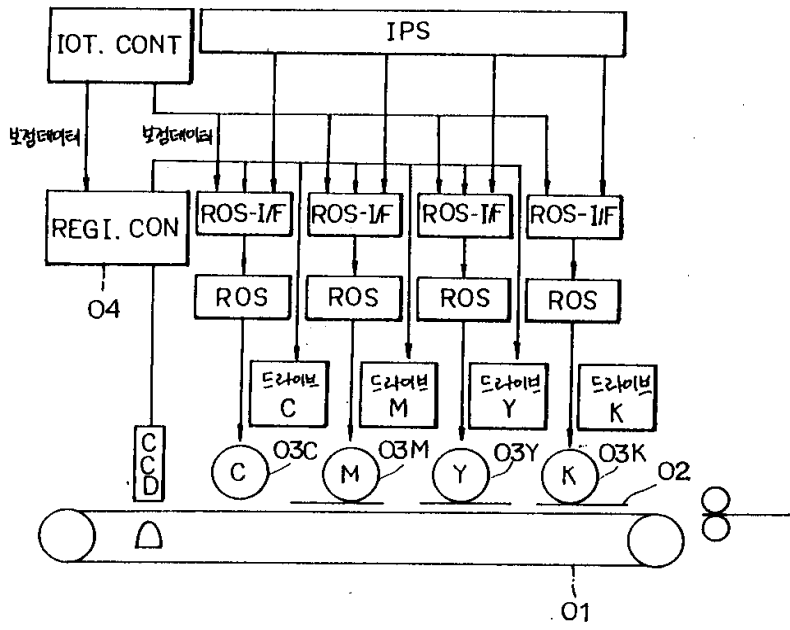 IOT. CONT
IPS
보정데이터
보정데이터
REGI. CON
ROS-I/F
ROS-I/F
ROS-I/F
ROS-I/F
04
ROS
ROS
ROS
ROS
드라이브
C
드라이브
M
드라이브
Y
드라이브
K
C
C
D
C
03C
M
03M
Y
03Y
K
03K
02
01